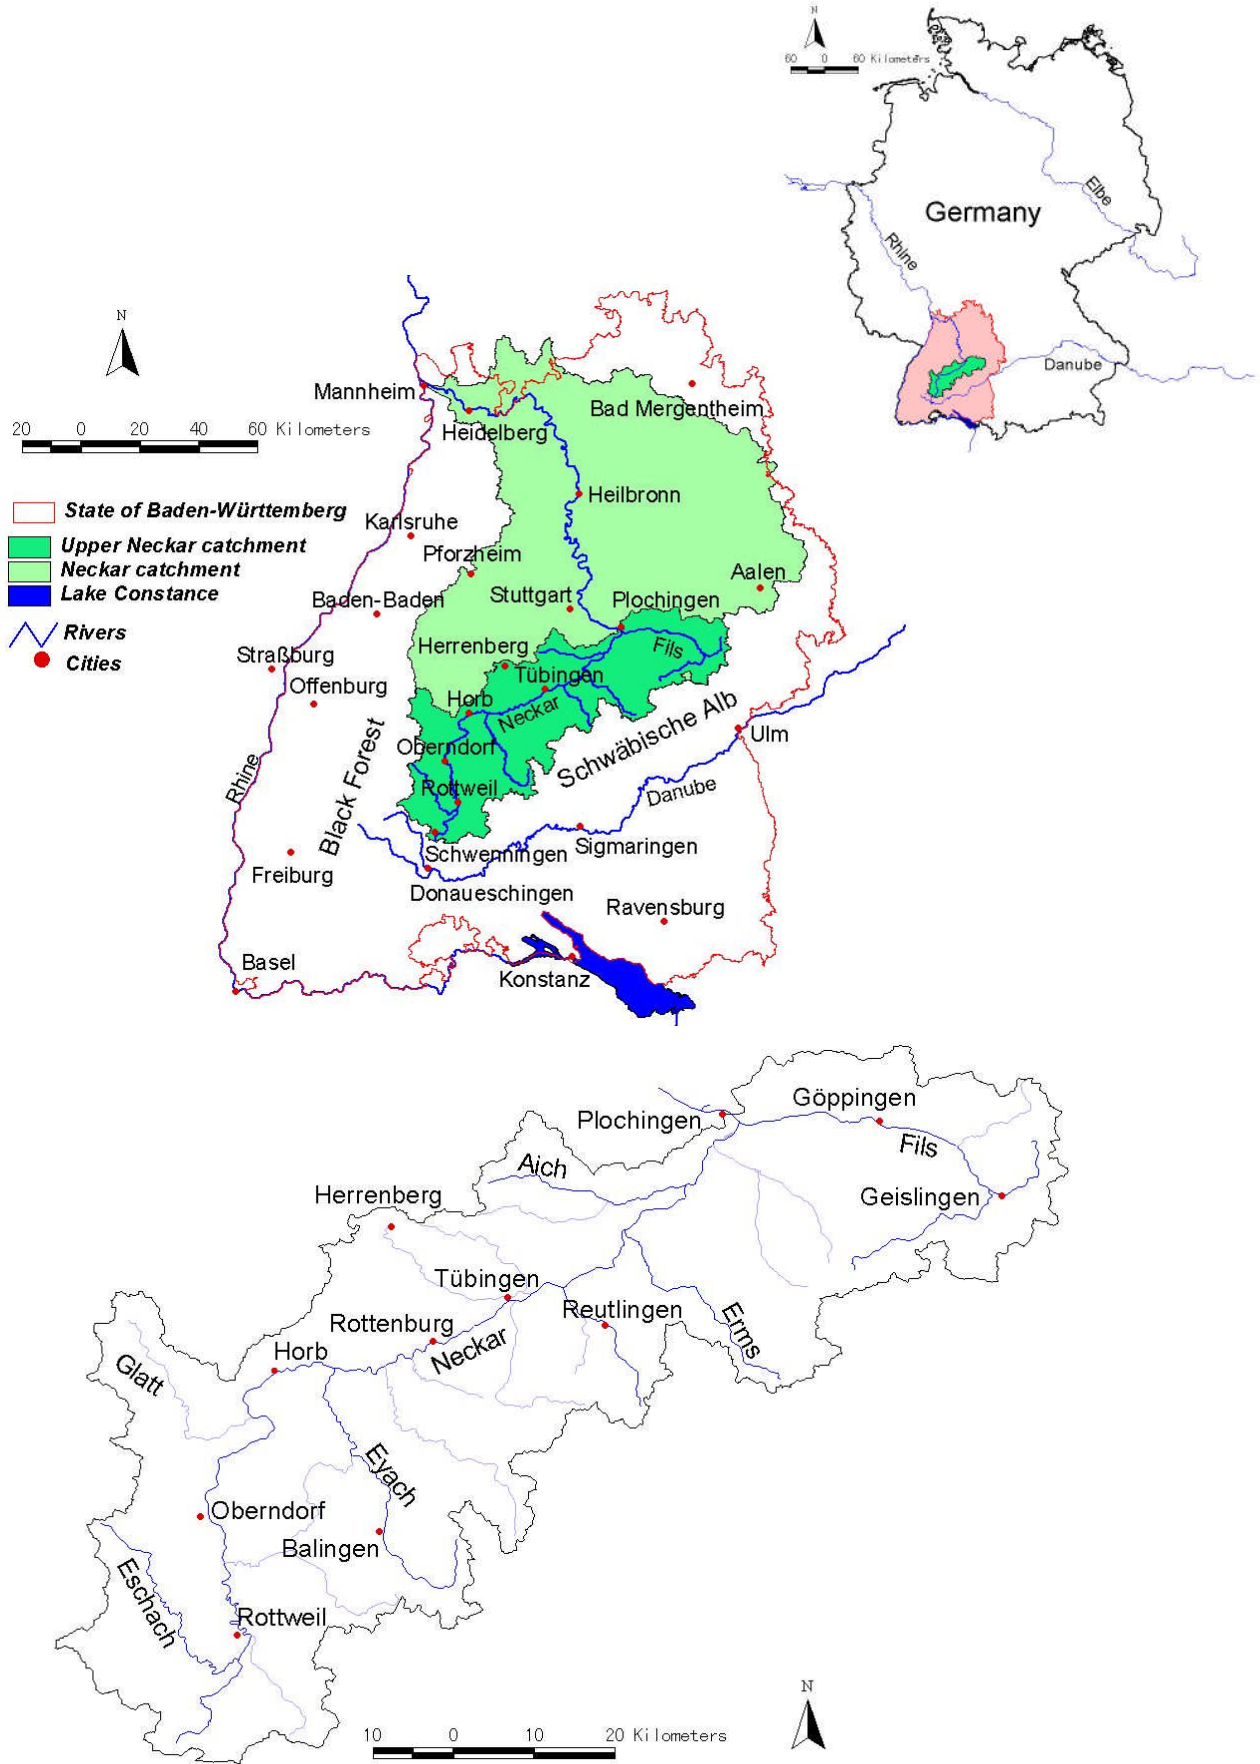 N
60 0 60 Kilometers
Elbe
Germany
Rhine
Danube
N
Mannheim
Bad Mergentheim
20 0 20 40 60 Kilometers
Heidelberg
Heilbronn
State of Baden-Württemberg
Karlsruhe
Upper Neckar catchment
Pforzheim
Neckar catchment
Aalen
Lake Constance
Baden-Baden
Stuttgart
Plochingen
Rivers
Herrenberg
Fils
Straßburg
Cities
Tübingen
Offenburg
Horb
Neckar
Schwäbische Alb
Ulm
Oberndorf
Rhine
Black Forest
Rottweil
Danube
Schwenningen
Sigmaringen
Freiburg
Donaueschingen
Ravensburg
Basel
Konstanz
Göppingen
Plochingen
Fils
Aich
Herrenberg
Geislingen
Tübingen
Reutlingen
Rottenburg
Neckar
Erms
Horb
Glatt
Eyach
Oberndorf
Balingen
Eschach
Rottweil
N
10 0 10 20 Kilometers